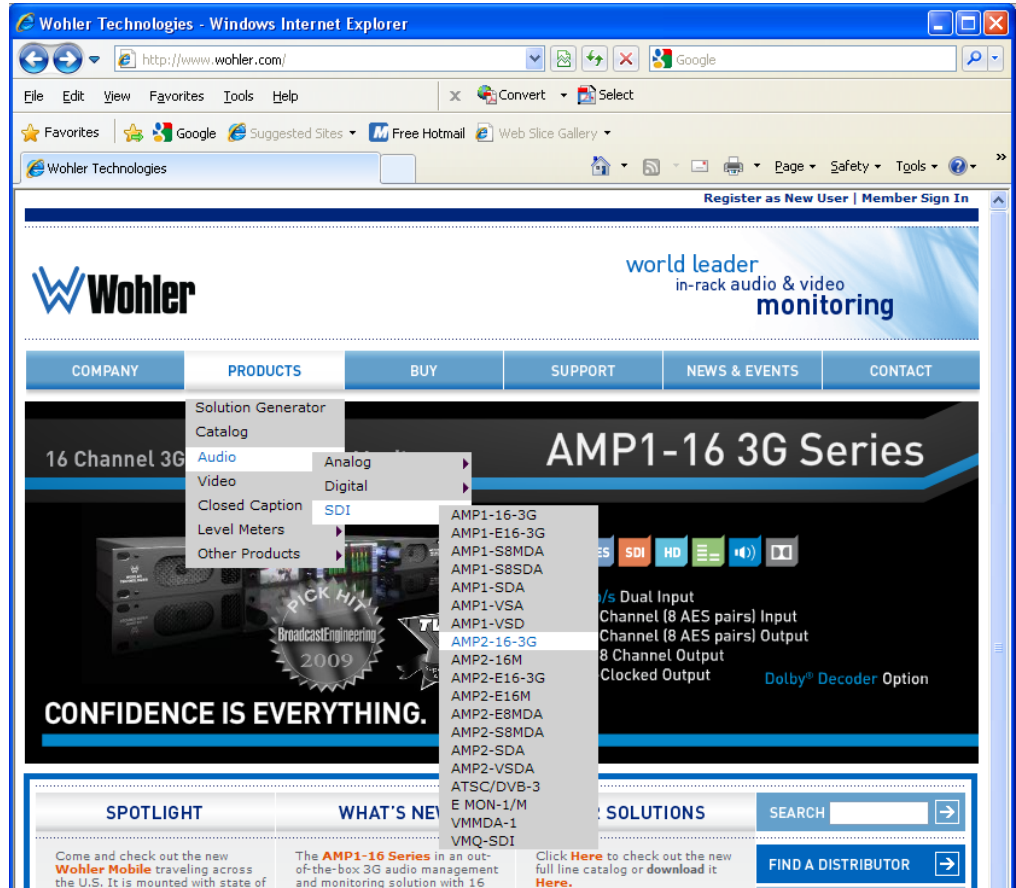 Wohler Technologies - Windows Internet Explorer
http://www.wohler.com/
Google
File Edit View Favorites Tools Help
Convert Select
Favorites Google Suggested Sites Free Hotmail Web Slice Gallery
Wohler Technologies
Page Safety Tools
Register as New User | Member Sign In
Wohler
world leader
in-rack audio & video
monitoring
COMPANY PRODUCTS BUY SUPPORT NEWS & EVENTS CONTACT
Solution Generator
Catalog
Audio
Video
Closed Caption
Level Meters
Other Products
Analog
Digital
SDI
AMP1-16-3G
AMP1-E16-3G
AMP1-S8MDA
AMP1-S8SDA
AMP1-SDA
AMP1-VSA
AMP1-VSD
AMP2-16-3G
AMP2-16M
AMP2-E16-3G
AMP2-E16M
AMP2-E8MDA
AMP2-S8MDA
AMP2-SDA
AMP2-VSDA
ATSC/DVB-3
E MON-1/M
VMMDA-1
VMQ-SDI
16 Channel 3G
AMP1-16 3G Series
SDI HD
/s Dual Input
Channel (8 AES pairs) Input
Channel (8 AES pairs) Output
8 Channel Output
-Clocked Output
Dolby® Decoder Option
PICK HIT
BroadcastEngineering
2009
CONFIDENCE IS EVERYTHING.
SPOTLIGHT
Come and check out the new
Wohler Mobile traveling across
the U.S. It is mounted with state of
WHAT'S NEW
The AMP1-16 Series in an out-
of-the-box 3G audio management
and monitoring solution with 16
SOLUTIONS
Click Here to check out the new
full line catalog or download it
Here.
SEARCH
FIND A DISTRIBUTOR